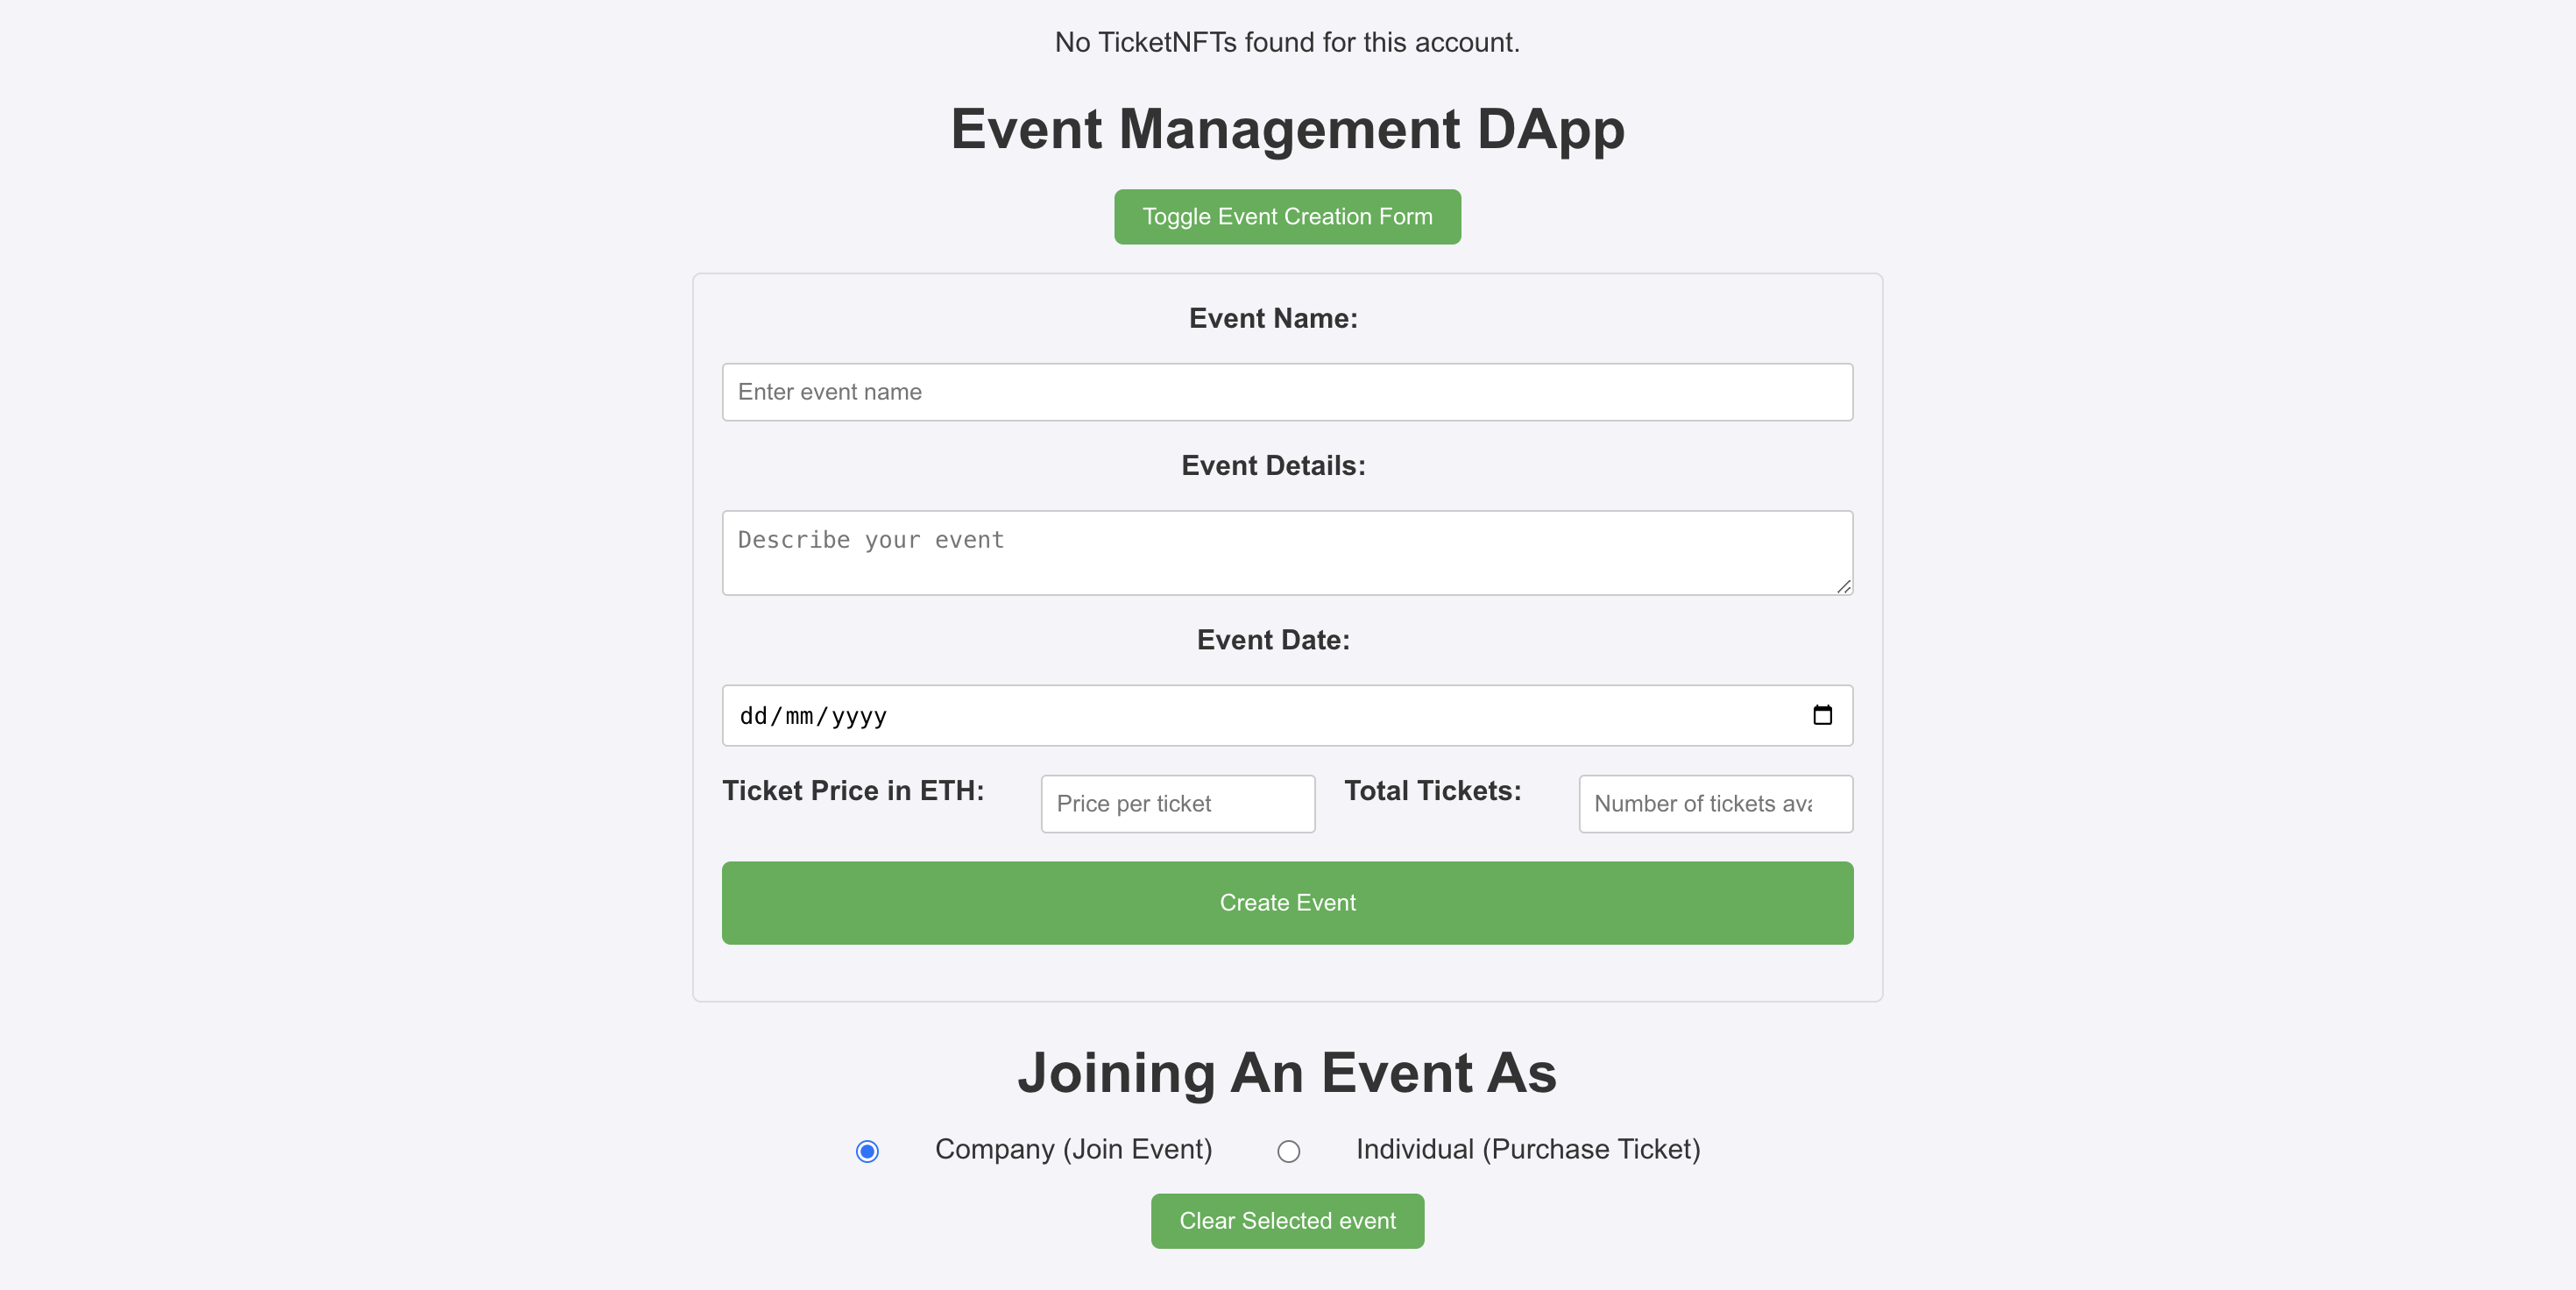 No TicketNFTs found for this account.
Event Management DApp
Toggle Event Creation Form
Event Name:
Enter event name
Event Details:
Describe your event
Event Date:
dd/mm/yyyy
Ticket Price in ETH: Price per ticket Total Tickets: Number of tickets
Create Event
Joining An Event As
Company (Join Event) Individual (Purchase Ticket)
Clear Selected event